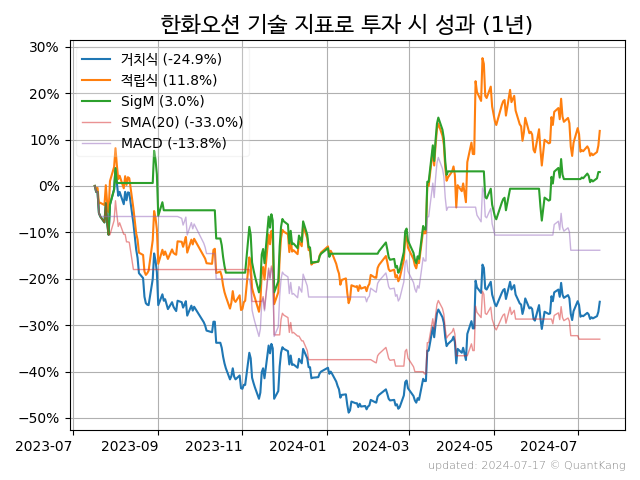 한화오션 기술 지표로 투자 시 성과 (1년)
30%
20%
10%
0%
−10%
−20%
−30%
−40%
−50%
거치식 (-24.9%)
적립식 (11.8%)
SigM (3.0%)
SMA(20) (-33.0%)
MACD (-13.8%)
2023-07 2023-09 2023-11 2024-01 2024-03 2024-05 2024-07
updated: 2024-07-17 © QuantKang